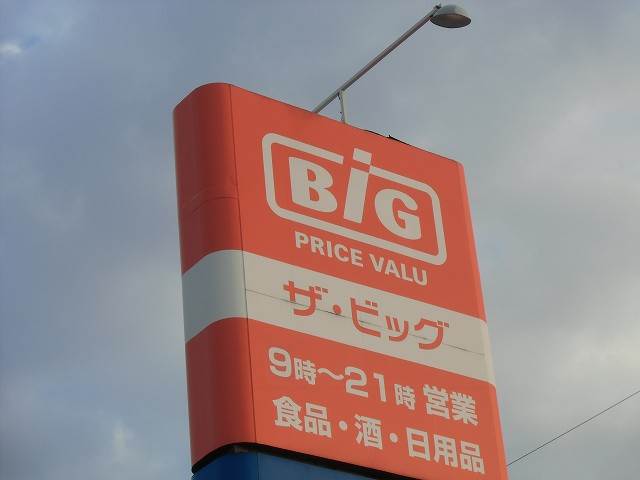 BiG
PRICE VALU
ザ・ビッグ
9時～21時 営業
食品・酒・日用品